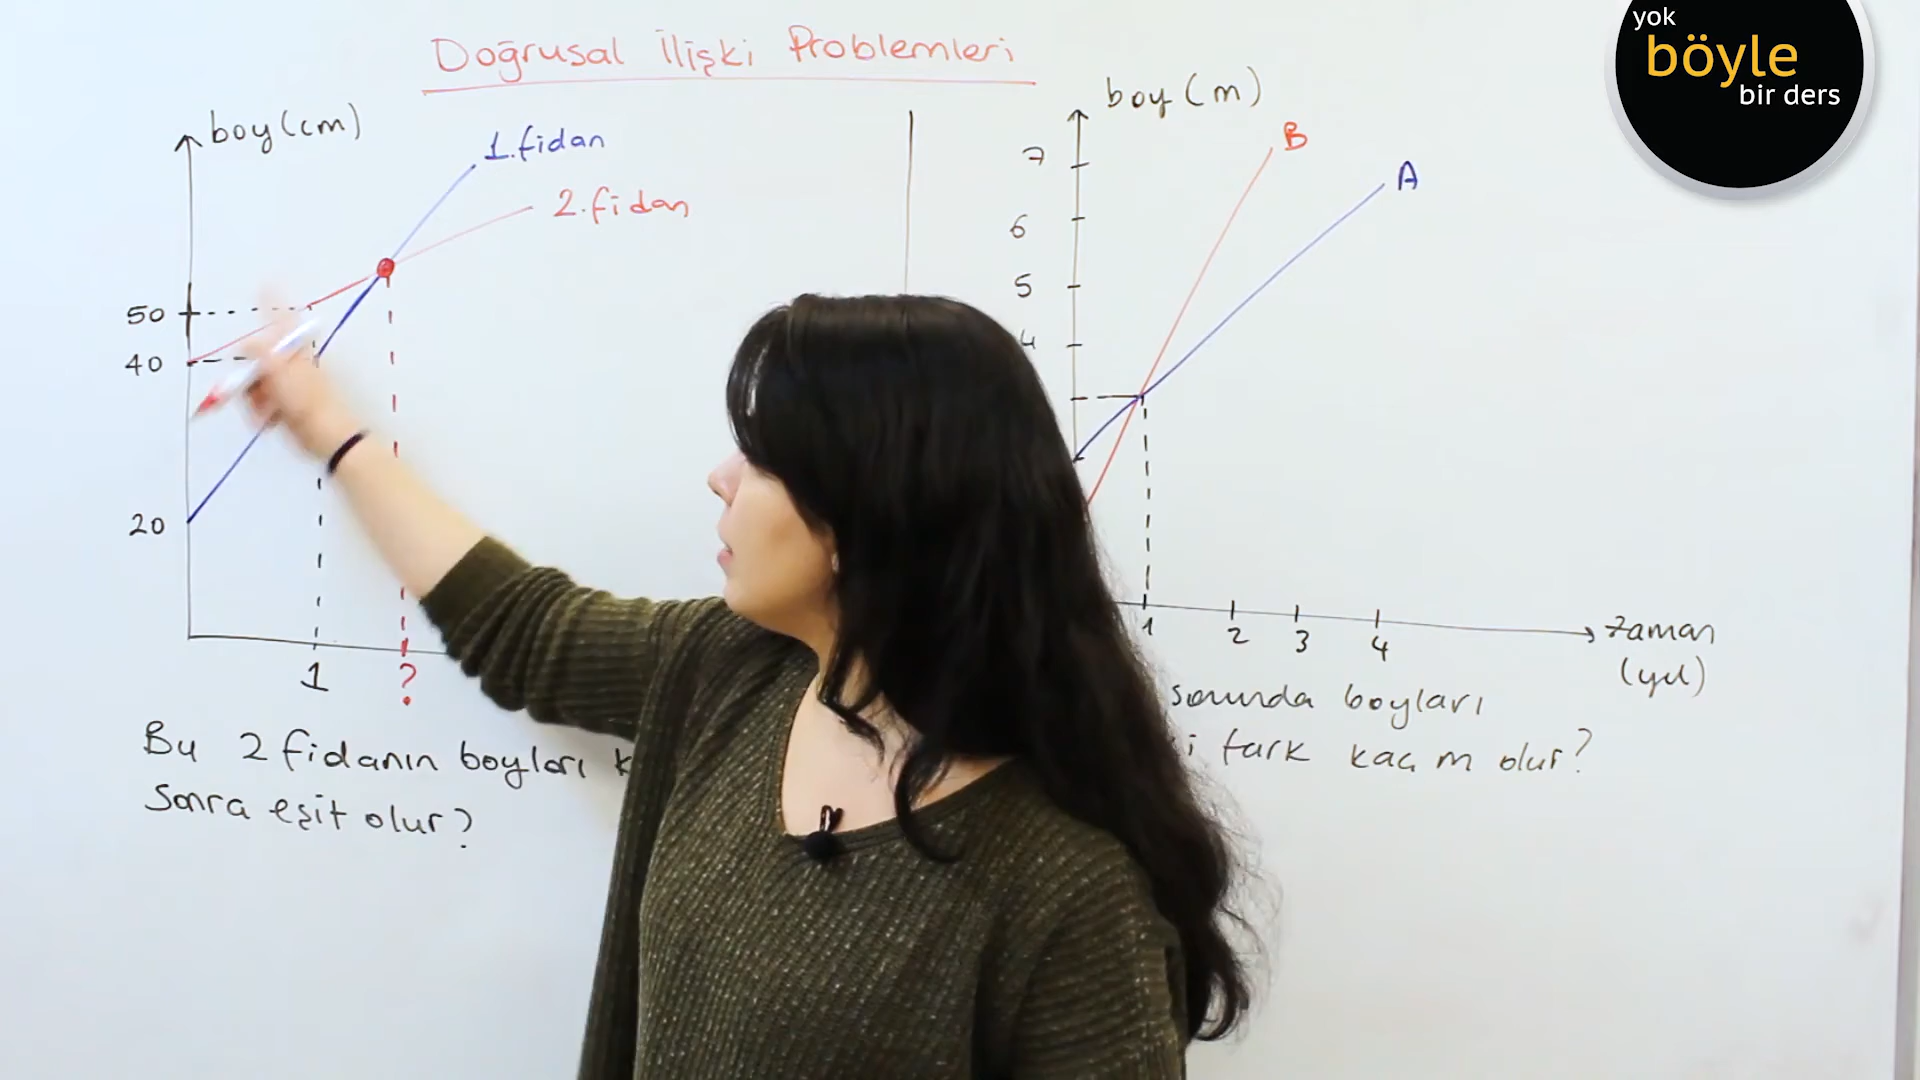 Doğrusal İlişki Problemleri
boy (cm)
1.fidan
2.fidan
50
40
20
1
?
Bu 2 fidanın boyları
sonra eşit olur?
boy (m)
B
A
7
6
5
4
1
2
3
4
zaman
(yıl)
sonunda boyları
fark kaç m olur?
yok
böyle
bir ders